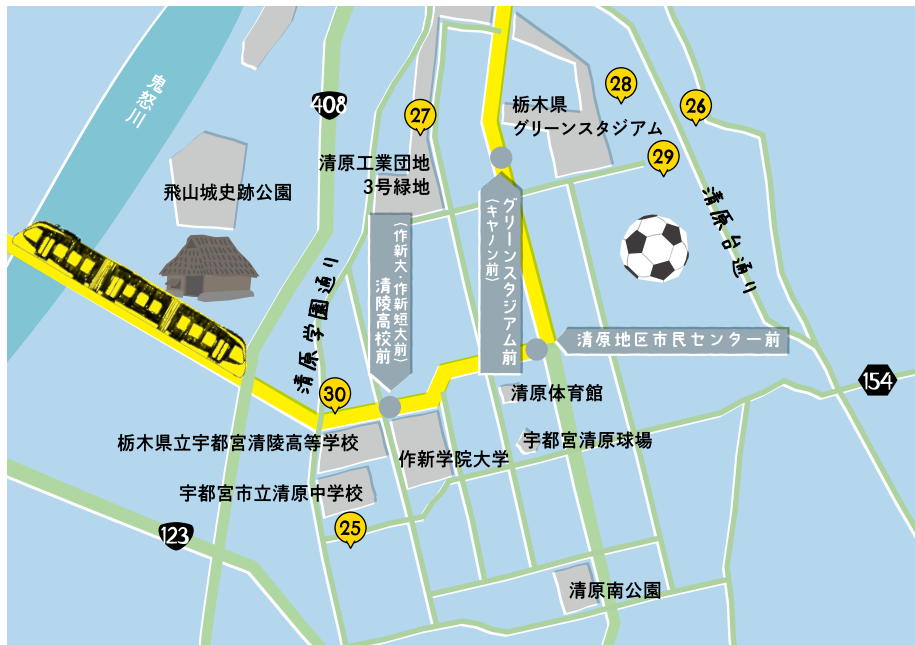 鬼怒川
408
27
28
26
29
栃木県
グリーンスタジアム
清原工業団地
3号緑地
飛山城史跡公園
清原台通り
グリーンスタジアム前
(キヤノン前)
(作新大・作新短大前)
清陵高校前
清原学園通り
清原地区市民センター前
154
30
清原体育館
栃木県立宇都宮清陵高等学校
作新学院大学
宇都宮清原球場
宇都宮市立清原中学校
25
123
清原南公園